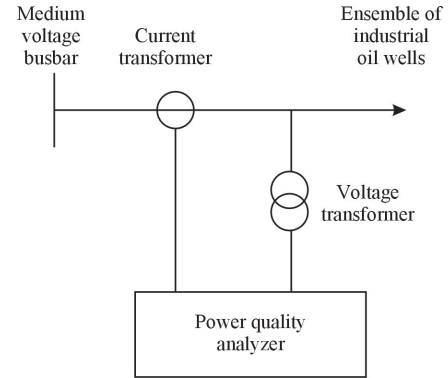 Medium
voltage
busbar
Current
transformer
Ensemble of
industrial
oil wells
Voltage
transformer
Power quality
analyzer